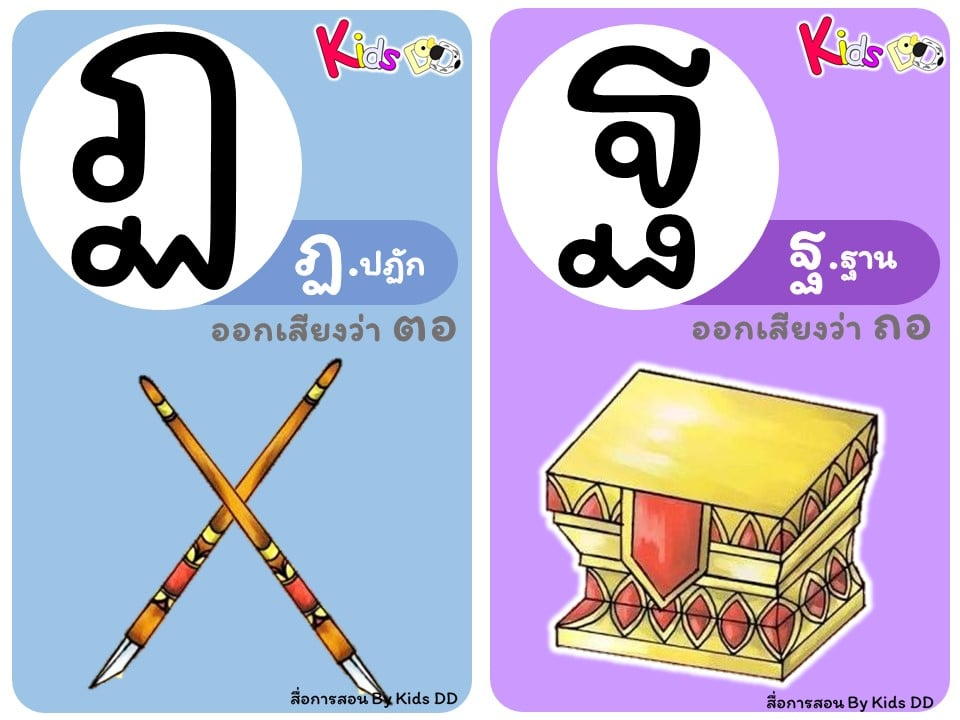 Kids DD
ฏ
ฏ.ปฏัก
ออกเสียงว่า ตอ
สื่อการสอน By Kids DD
Kids DD
ฐ
ฐ.ฐาน
ออกเสียงว่า ถอ
สื่อการสอน By Kids DD